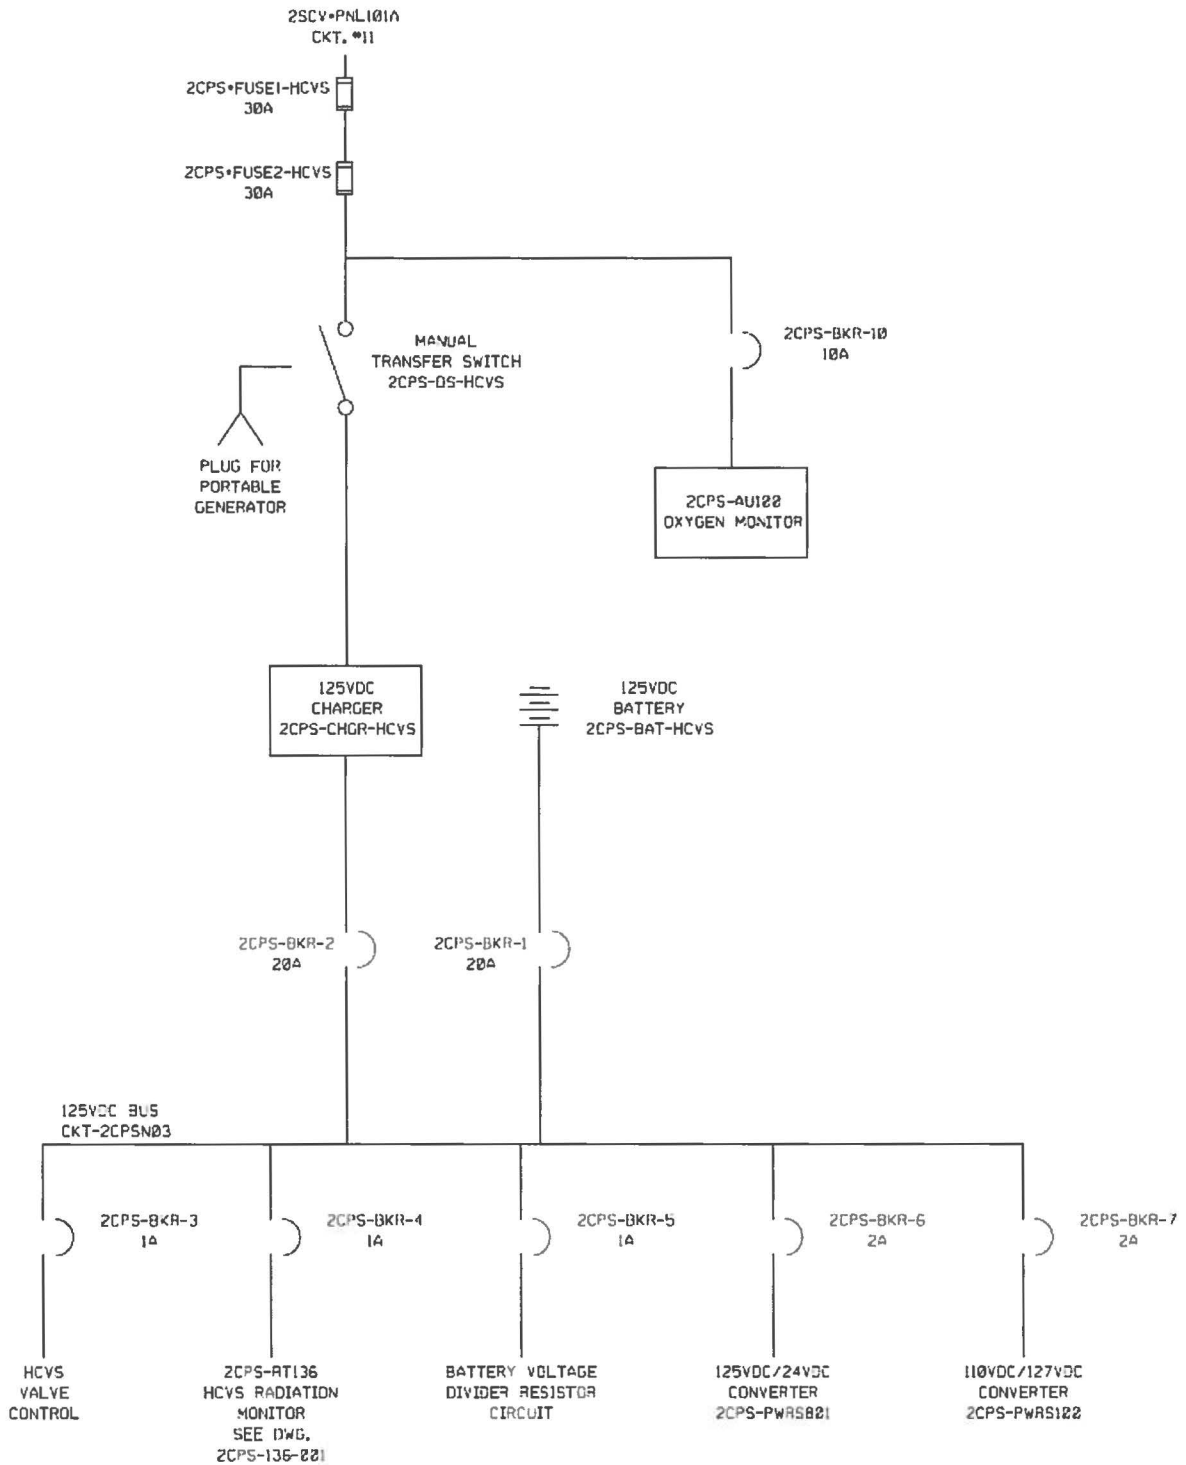 2SCV•PNL101A
CKT. #11
2CPS•FUSE1-HCVS
30A
2CPS•FUSE2-HCVS
30A
MANUAL
TRANSFER SWITCH
2CPS-DS-HCVS
2CPS-BKR-10
10A
PLUG FOR
PORTABLE
GENERATOR
2CPS-AU100
OXYGEN MONITOR
125VDC
CHARGER
2CPS-CHGR-HCVS
125VDC
BATTERY
2CPS-BAT-HCVS
2CPS-BKR-2
20A
2CPS-BKR-1
20A
125VDC BUS
CKT-2CPSN03
2CPS-BKR-3
1A
2CPS-BKR-4
1A
2CPS-BKR-5
1A
2CPS-BKR-6
2A
2CPS-BKR-7
2A
HCVS
VALVE
CONTROL
2CPS-RT136
HCVS RADIATION
MONITOR
SEE DWG.
2CPS-136-001
BATTERY VOLTAGE
DIVIDER RESISTOR
CIRCUIT
125VDC/24VDC
CONVERTER
2CPS-PWRS801
110VDC/127VDC
CONVERTER
2CPS-PWRS100